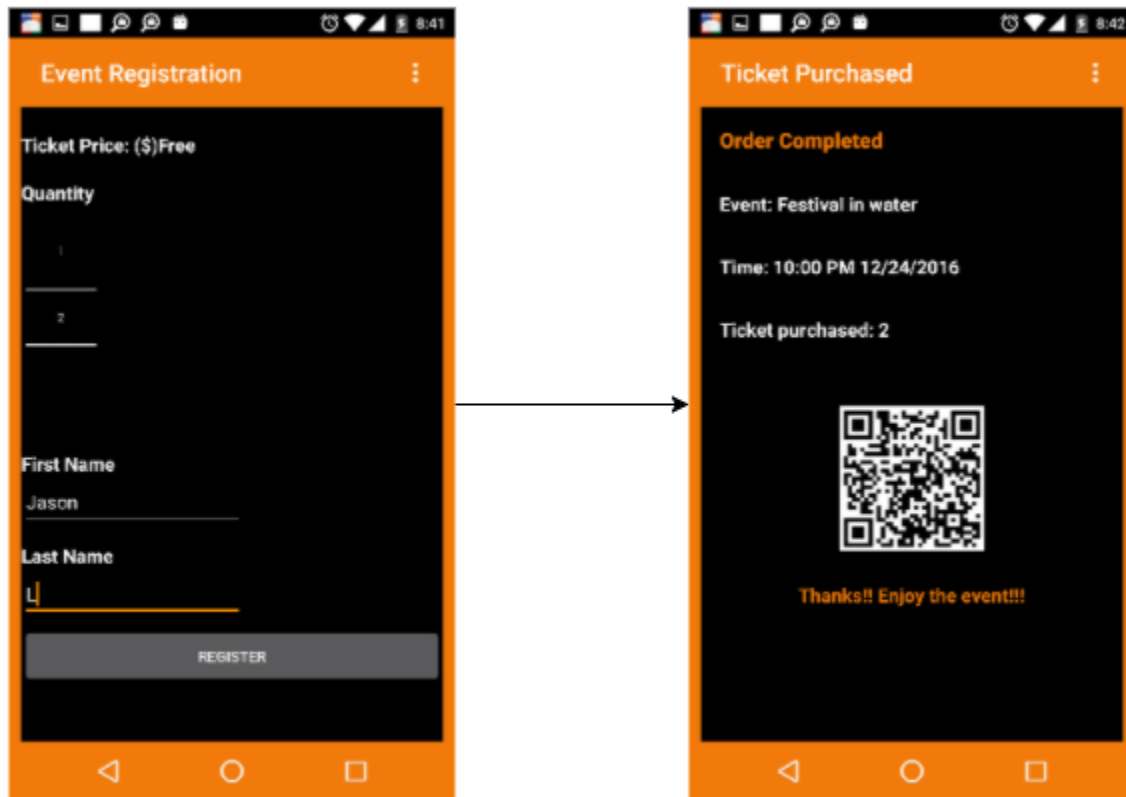 8:41
Event Registration
Ticket Price: ($)Free
Quantity
1
2
First Name
Jason
Last Name
L
REGISTER
8:42
Ticket Purchased
Order Completed
Event: Festival in water
Time: 10:00 PM 12/24/2016
Ticket purchased: 2
Thanks!! Enjoy the event!!!